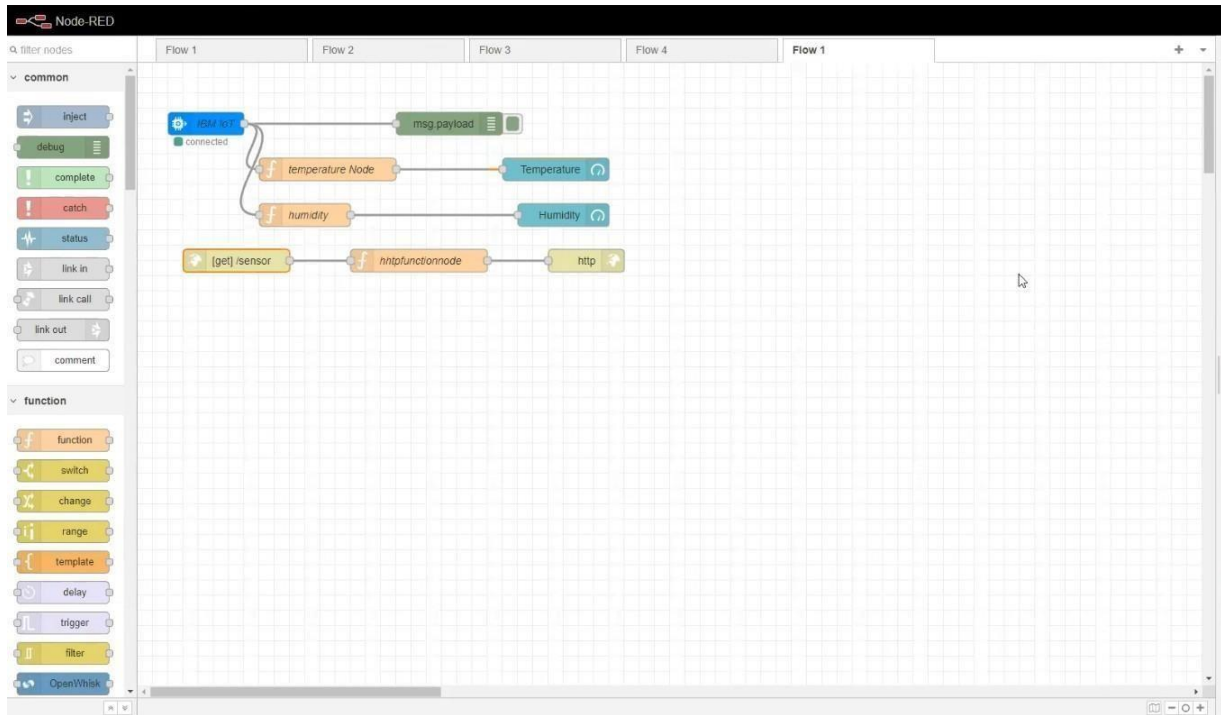 Node-RED
filter nodes
Flow 1
Flow 2
Flow 3
Flow 4
Flow 1
common
inject
debug
complete
catch
status
link in
link call
link out
comment
function
function
switch
change
range
template
delay
trigger
filter
OpenWhisk
IBM IoT
connected
msg.payload
temperature Node
Temperature
humidity
Humidity
[get] /sensor
hhtpfunctionnode
http